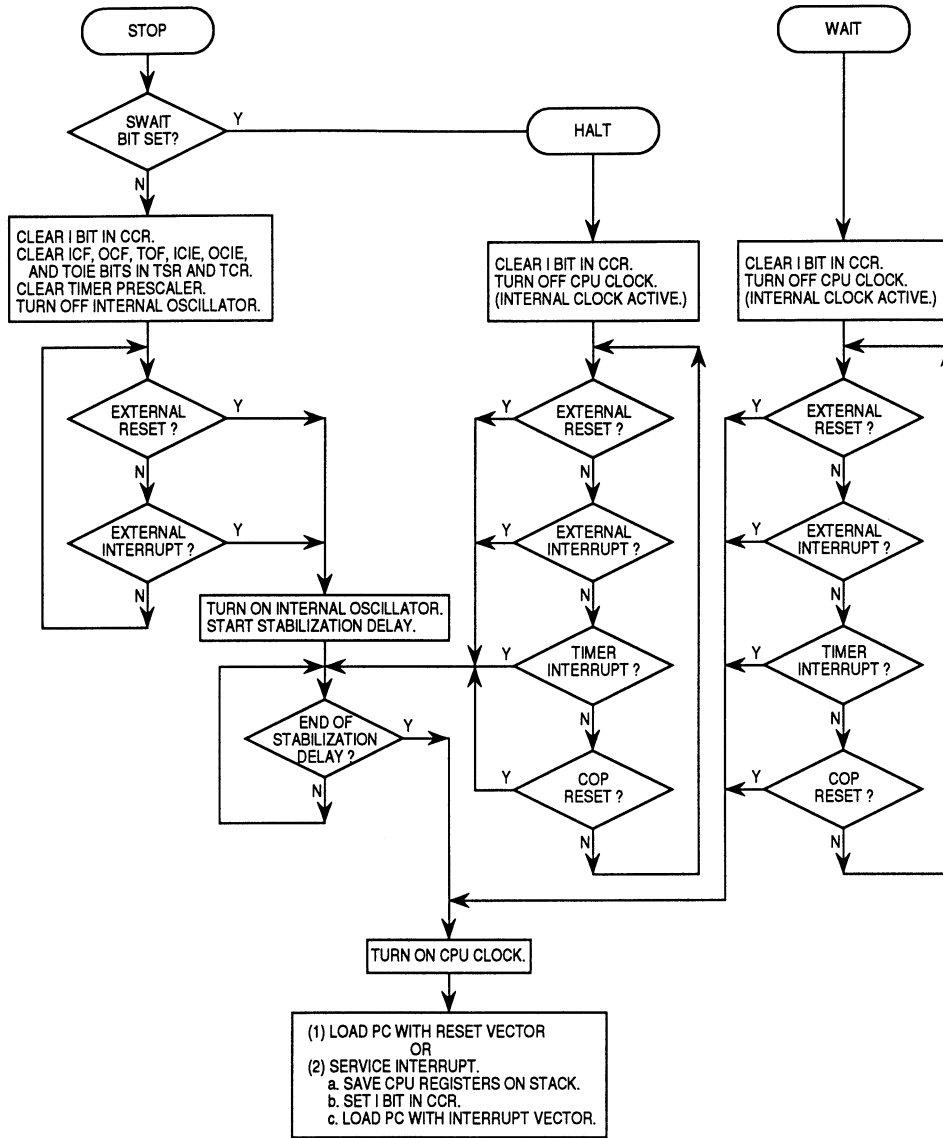 STOP
SWAIT
BIT SET?
Y
N
HALT
WAIT
CLEAR I BIT IN CCR.
CLEAR ICF, OCF, TOF, ICIE, OCIE,
AND TOIE BITS IN TSR AND TCR.
CLEAR TIMER PRESCALER.
TURN OFF INTERNAL OSCILLATOR.
CLEAR I BIT IN CCR.
TURN OFF CPU CLOCK.
(INTERNAL CLOCK ACTIVE.)
CLEAR I BIT IN CCR.
TURN OFF CPU CLOCK.
(INTERNAL CLOCK ACTIVE.)
EXTERNAL
RESET ?
Y
N
EXTERNAL
INTERRUPT ?
Y
N
TURN ON INTERNAL OSCILLATOR.
START STABILIZATION DELAY.
END OF
STABILIZATION
DELAY ?
Y
N
Y
EXTERNAL
RESET ?
N
Y
EXTERNAL
INTERRUPT ?
N
Y
TIMER
INTERRUPT ?
N
Y
COP
RESET ?
N
Y
EXTERNAL
RESET ?
N
Y
EXTERNAL
INTERRUPT ?
N
Y
TIMER
INTERRUPT ?
N
Y
COP
RESET ?
N
TURN ON CPU CLOCK.
(1) LOAD PC WITH RESET VECTOR
OR
(2) SERVICE INTERRUPT.
a. SAVE CPU REGISTERS ON STACK.
b. SET I BIT IN CCR.
c. LOAD PC WITH INTERRUPT VECTOR.